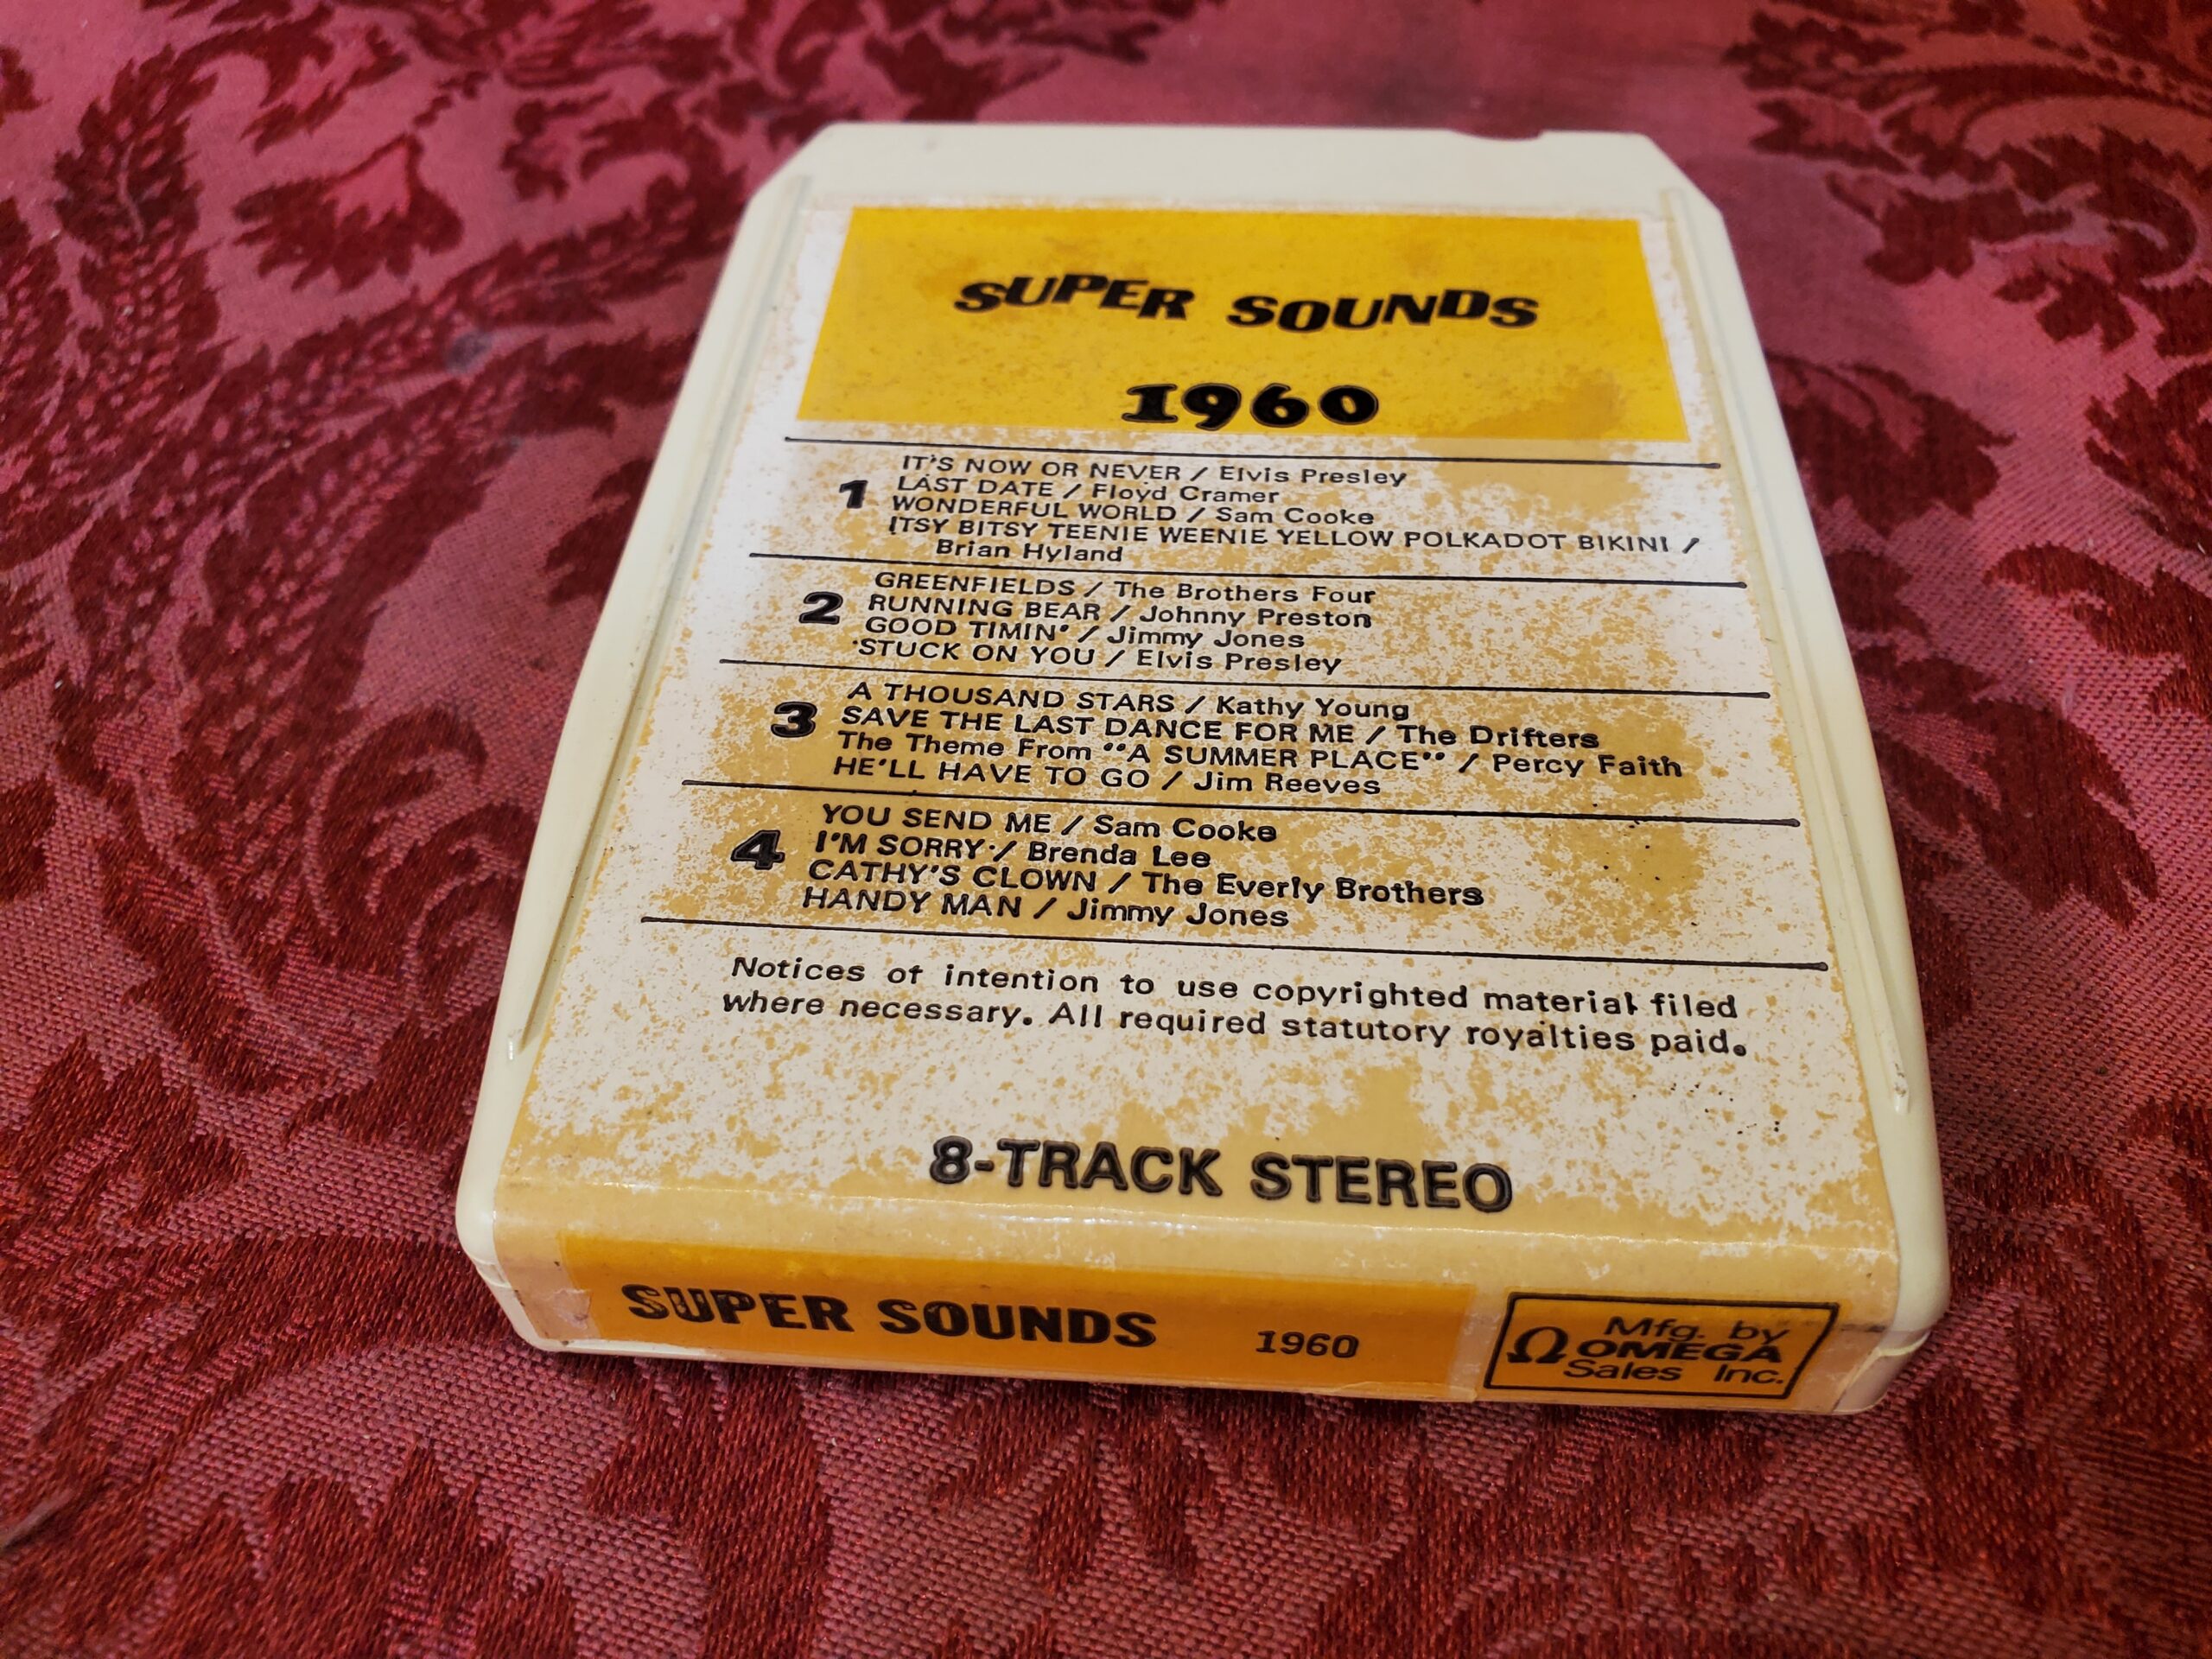 SUPER SOUNDS
1960
1
IT'S NOW OR NEVER / Elvis Presley
LAST DATE / Floyd Cramer
WONDERFUL WORLD / Sam Cooke
ITSY BITSY TEENIE WEENIE YELLOW POLKADOT BIKINI /
Brian Hyland
2
GREENFIELDS / The Brothers Four
RUNNING BEAR / Johnny Preston
GOOD TIMIN' / Jimmy Jones
STUCK ON YOU / Elvis Presley
3
A THOUSAND STARS / Kathy Young
SAVE THE LAST DANCE FOR ME / The Drifters
The Theme From "A SUMMER PLACE" / Percy Faith
HE'LL HAVE TO GO / Jim Reeves
4
YOU SEND ME / Sam Cooke
I'M SORRY / Brenda Lee
CATHY'S CLOWN / The Everly Brothers
HANDY MAN / Jimmy Jones
Notices of intention to use copyrighted material filed
where necessary. All required statutory royalties paid.
8-TRACK STEREO
SUPER SOUNDS 1960
Mfg. by
Ω OMEGA
Sales Inc.